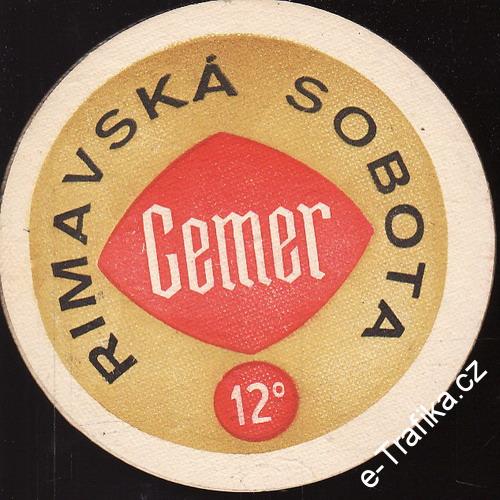 RIMAVSKÁ SOBOTA
Gemer
12°
e-Trafika.cz